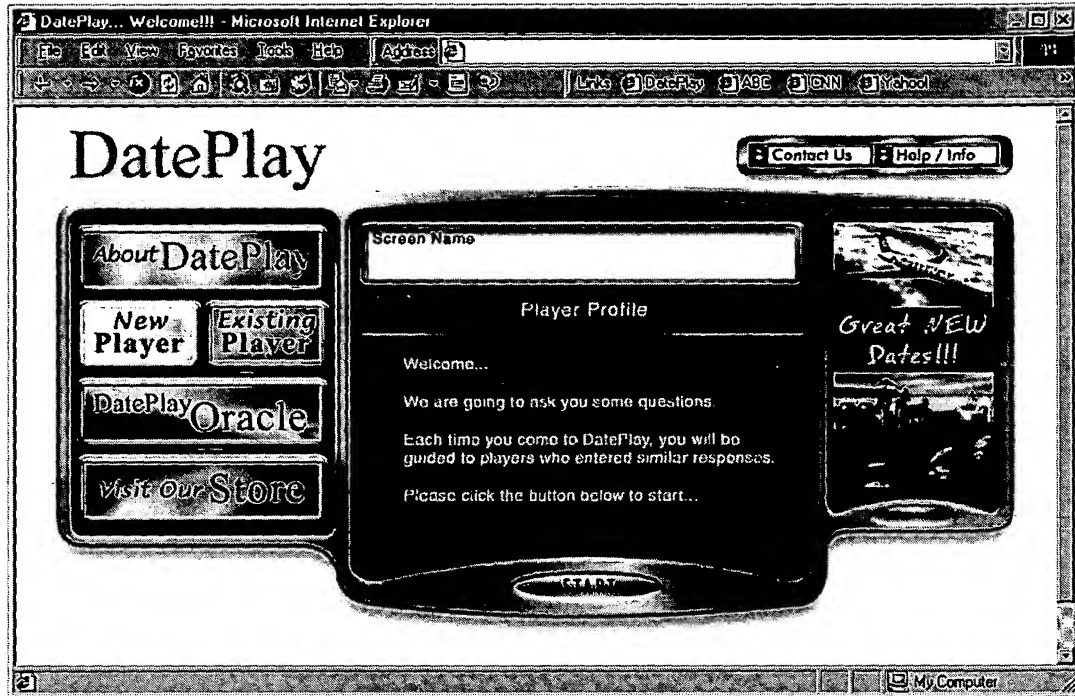 DatePlay... Welcome!!! - Microsoft Internet Explorer
File Edit View Favorites Tools Help Address
Links DatePlay ABC CNN Yahoo!
DatePlay
Contact Us Help / Info
About DatePlay
New Player
Existing Player
DatePlay Oracle
Visit Our Store
Screen Name
Player Profile
Welcome...
We are going to ask you some questions.
Each time you come to DatePlay, you will be
guided to players who entered similar responses.
Please click the button below to start...
START
Great NEW
Dates!!!
My Computer